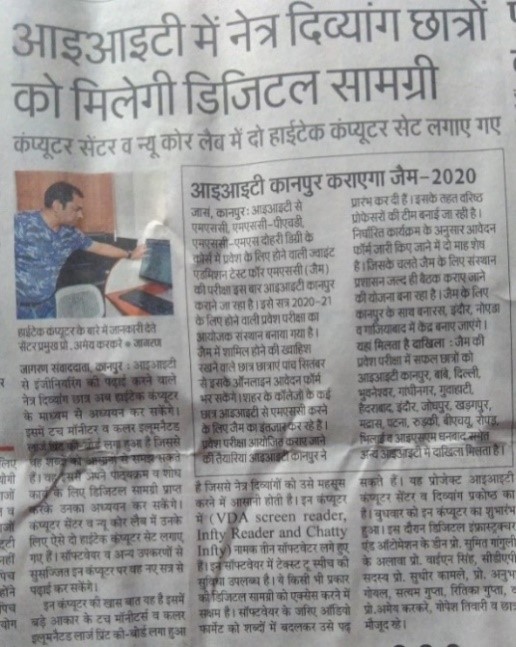 आइआइटी में नेत्र दिव्यांग छात्रों
को मिलेगी डिजिटल सामग्री
कंप्यूटर सेंटर व न्यू कोर लैब में दो हाईटेक कंप्यूटर सेट लगाए गए
हाईटेक कंप्यूटर के बारे में जानकारी देते
सेंटर प्रमुख प्रो. अमेय करकरे ● जागरण
जागरण संवाददाता, कानपुर : आइआइटी
से इंजीनियरिंग की पढ़ाई करने वाले
नेत्र दिव्यांग छात्र अब हाईटेक कंप्यूटर
के माध्यम से अध्ययन कर सकेंगे।
इसमें टच मॉनीटर व कलर इलूमनेटड
लगा हुआ है जिससे
वह शब्दों को आसानी से समझ सकते
हैं। वह इसमें अपने पाठ्यक्रम व शोध
कार्य के लिए डिजिटल सामग्री प्राप्त
करके उनका अध्ययन कर सकेंगे।
कंप्यूटर सेंटर व न्यू कोर लैब में उनके
लिए ऐसे दो हाईटेक कंप्यूटर सेट लगाए
गए हैं। सॉफ्टवेयर व अन्य उपकरणों से
सुसज्जित इन कंप्यूटर पर वह नए सत्र से
पढ़ाई कर सकेंगे।
इन कंप्यूटर की खास बात यह है इसमें
बड़े आकार के टच मॉनीटर्स व कलर
इलूमनेटड लार्ज प्रिंट की-बोर्ड लगा हुआ
आइआइटी कानपुर कराएगा जैम-2020
जासं, कानपुर: आइआइटी से
एमएससी, एमएससी-पीएचडी,
एमएससी-एमएस दोहरी डिग्री के
कोर्स में प्रवेश के लिए होने वाली ज्वाइंट
एडमिशन टेस्ट फॉर एमएससी (जैम)
की परीक्षा इस बार आइआइटी कानपुर
कराने जा रहा है। इसे सत्र 2020-21
के लिए होने वाली प्रवेश परीक्षा का
आयोजक संस्थान बनाया गया है।
जैम में शामिल होने की ख्वाहिश
रखने वाले छात्र छात्राएं पांच सितंबर
से इसके ऑनलाइन आवेदन फॉर्म
भर सकेंगे। शहर के कॉलेजों के कई
छात्र आइआइटी से एमएससी करने
के लिए जैम का इंतजार कर रहे हैं।
प्रवेश परीक्षा आयोजित कराए जाने
की तैयारियां आइआइटी कानपुर ने
प्रारंभ कर दी हैं। इसके तहत वरिष्ठ
प्रोफेसरों की टीम बनाई जा रही है।
निर्धारित कार्यक्रम के अनुसार आवेदन
फॉर्म जारी किए जाने में दो माह शेष
हैं। जिसके चलते जैम के लिए संस्थान
प्रशासन जल्द ही बैठक कराए जाने
की योजना बना रहा है। जैम के लिए
कानपुर के साथ बनारस, इंदौर, नोएडा
व गाजियाबाद में केंद्र बनाए जाएंगे।
यहां मिलता है दाखिला : जैम की
प्रवेश परीक्षा में सफल छात्रों को
आइआइटी कानपुर, बांबे, दिल्ली,
भुवनेश्वर, गांधीनगर, गुवाहाटी,
हैदराबाद, इंदौर, जोधपुर, खड़गपुर,
मद्रास, पटना, रुड़की, बीएचयू, रोपड़,
भिलाई व आइएसएम धनबाद समेत
अन्य आइआइटी में दाखिला मिलता है।
है जिससे नेत्र दिव्यांगों को उसे महसूस
करने में आसानी होती है। इन कंप्यूटर
में (VDA screen reader,
Infty Reader and Chatty
Infty) नामक तीन सॉफ्टवेटर लगे हुए
हैं। इन सॉफ्टवेयर में टेक्स्ट टू स्पीच की
सुविधा उपलब्ध है। ये किसी भी प्रकार
की डिजिटल सामग्री को एक्सेस करने में
सक्षम है। सॉफ्टवेयर के जरिए ऑडियो
फार्मेट को शब्दों में बदलकर उसे पढ़
सकते हैं। यह प्रोजेक्ट आइआइटी
कंप्यूटर सेंटर व दिव्यांग प्रकोष्ठ का
है। बुधवार को इन कंप्यूटर का शुभारंभ
हुआ। इस दौरान डिजिटल इंफ्रास्ट्रक्चर
एंड ऑटोमेशन के डीन प्रो. सुमित गांगुली
के अलावा प्रो. वाईएन सिंह, सीडीएपी
सदस्य प्रो. सुधीर कामले, प्रो. अनुभा
गोयल, सत्यम गुप्ता, रितिका गुप्ता,
प्रो. अमेय करकरे, गोपेश तिवारी व छात्र
मौजूद रहे।